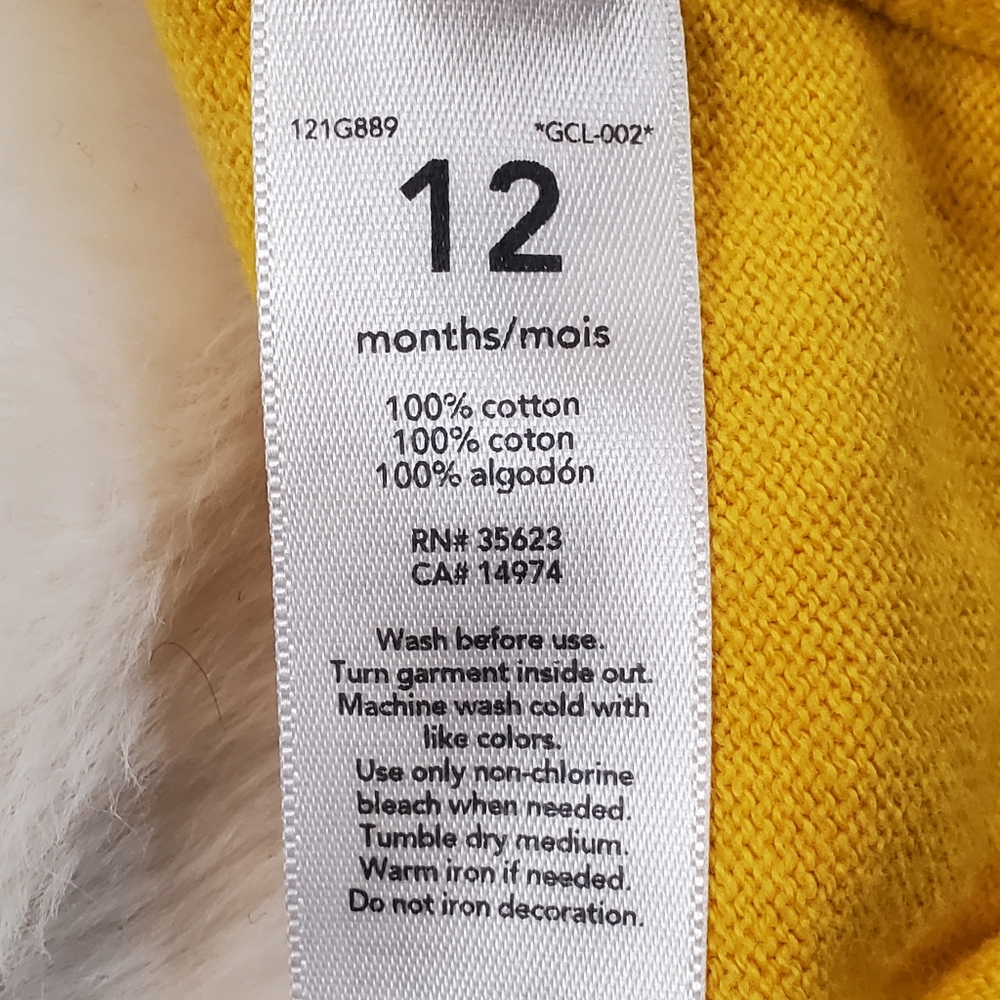 121G889 *GCL-002*
12
months/mois
100% cotton
100% coton
100% algodón
RN# 35623
CA# 14974
Wash before use.
Turn garment inside out.
Machine wash cold with
like colors.
Use only non-chlorine
bleach when needed.
Tumble dry medium.
Warm iron if needed.
Do not iron decoration.